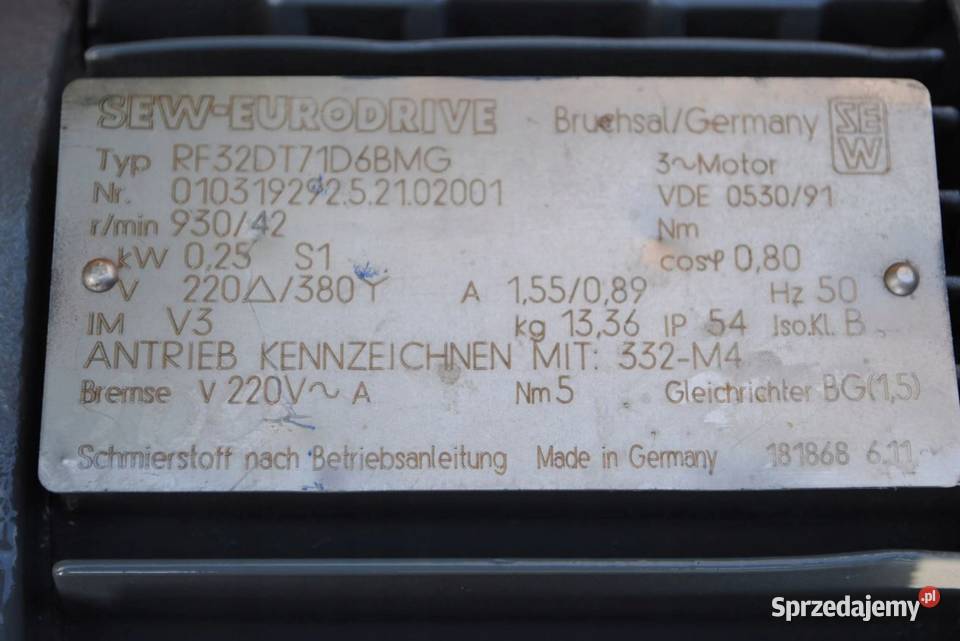 SEW-EURODRIVE Bruchsal/Germany SEW
Typ RF32DT71D6BMG 3~Motor
Nr. 010319292.5.21.02001 VDE 0530/91
r/min 930/42 Nm
kW 0,25 S1 cosφ 0,80
V 220△/380Y A 1,55/0,89 Hz 50
IM V3 kg 13,36 IP 54 Iso.Kl. B
ANTRIEB KENNZEICHNEN MIT: 332-M4
Bremse V 220V~ A Nm 5 Gleichrichter BG(1,5)
Schmierstoff nach Betriebsanleitung Made in Germany 181868 6.11
Sprzedajemy.pl